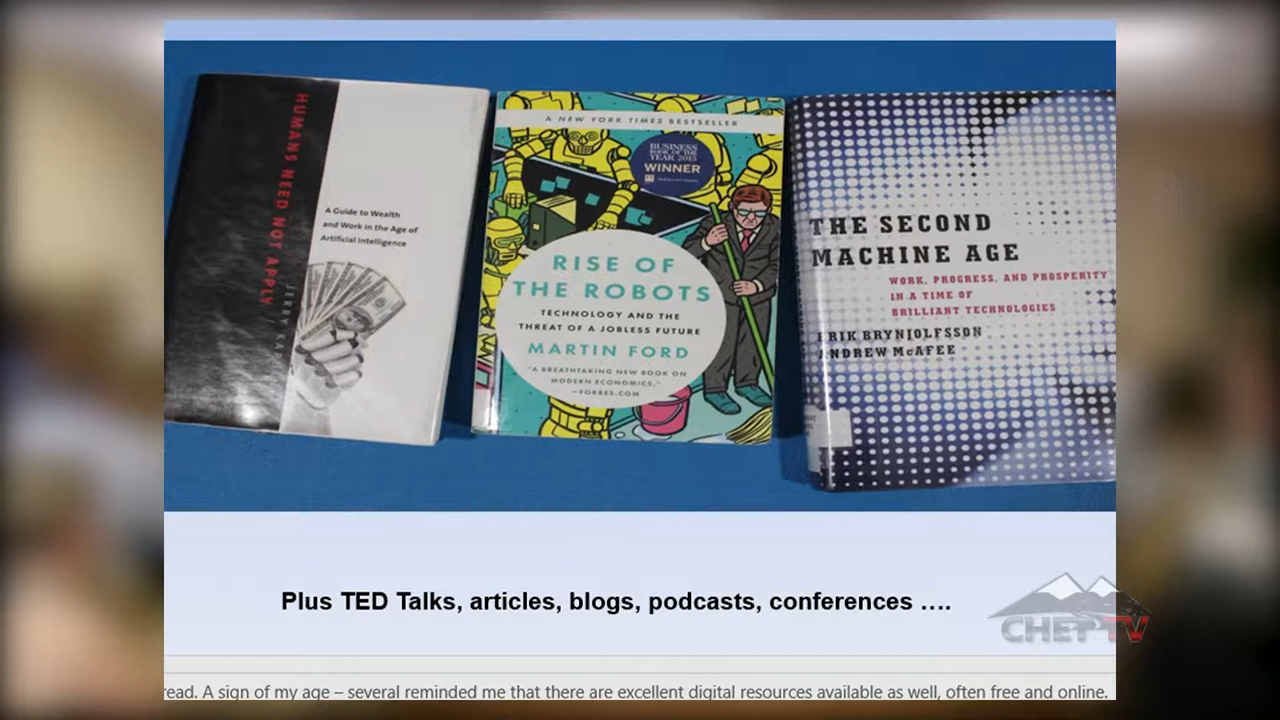 HUMANS NEED NOT APPLY
A Guide to Wealth
and Work in the Age of
Artificial Intelligence
A NEW YORK TIMES BESTSELLER
BUSINESS
BOOK OF THE
YEAR 2015
WINNER
RISE OF
THE ROBOTS
TECHNOLOGY AND THE
THREAT OF A JOBLESS FUTURE
MARTIN FORD
"A BREATHTAKING NEW BOOK ON
MODERN ECONOMICS."
—FORBES.COM
THE SECOND
MACHINE AGE
WORK, PROGRESS, AND PROSPERITY
IN A TIME OF
BRILLIANT TECHNOLOGIES
ERIK BRYNJOLFSSON
ANDREW McAFEE
Plus TED Talks, articles, blogs, podcasts, conferences ….
CHET TV
read. A sign of my age – several reminded me that there are excellent digital resources available as well, often free and online.